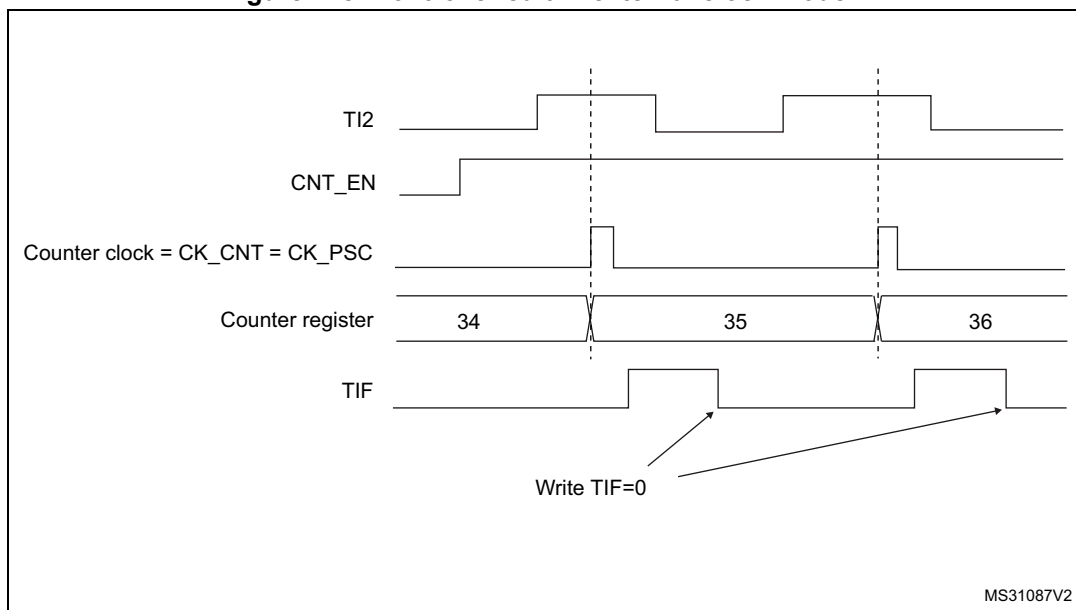 TI2
CNT_EN
Counter clock = CK_CNT = CK_PSC
Counter register 34 35 36
TIF
Write TIF=0
MS31087V2